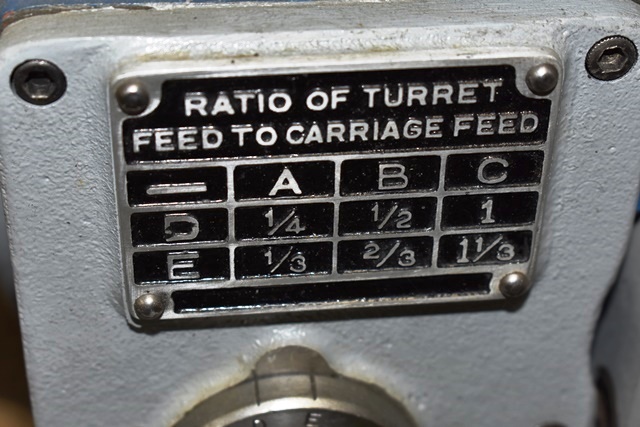 RATIO OF TURRET
FEED TO CARRIAGE FEED
— A B C
D 1/4 1/2 1
E 1/3 2/3 1 1/3